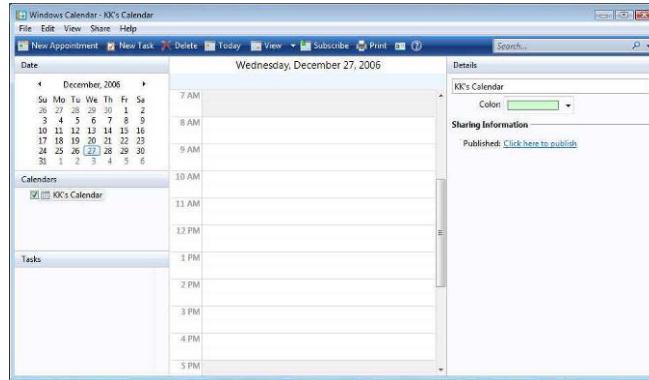 Windows Calendar - KK's Calendar
File Edit View Share Help
New Appointment New Task Delete Today View Subscribe Print Search...
Date
December, 2006
Su Mo Tu We Th Fr Sa
26 27 28 29 30 1 2
3 4 5 6 7 8 9
10 11 12 13 14 15 16
17 18 19 20 21 22 23
24 25 26 27 28 29 30
31 1 2 3 4 5 6
Calendars
KK's Calendar
Tasks
Wednesday, December 27, 2006
7 AM
8 AM
9 AM
10 AM
11 AM
12 PM
1 PM
2 PM
3 PM
4 PM
5 PM
Details
KK's Calendar
Color:
Sharing Information
Published: Click here to publish